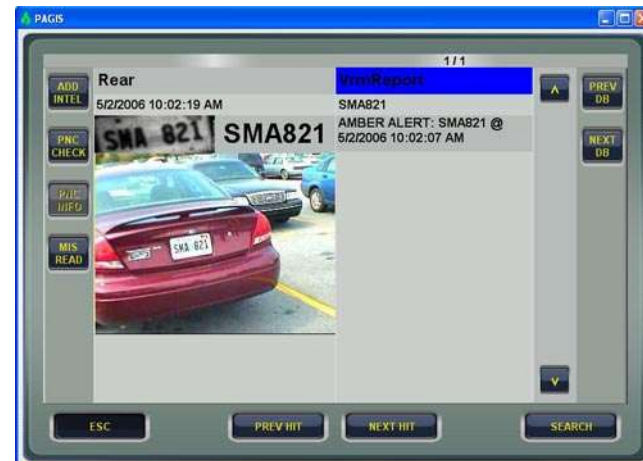 PAGIS
1/1
ADD INTEL
PNC CHECK
PNC INFO
MIS READ
Rear
5/2/2006 10:02:19 AM
SMA 821
SMA821
SMA 821
VrmReport
SMA821
AMBER ALERT: SMA821 @
5/2/2006 10:02:07 AM
PREV DB
NEXT DB
ESC
PREV HIT
NEXT HIT
SEARCH